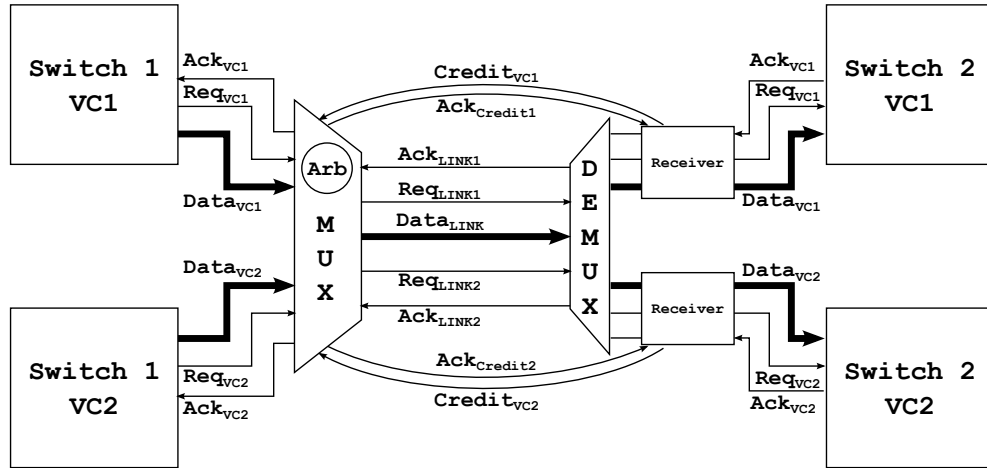 Switch 1
VC1
Ack_VC1
Req_VC1
Data_VC1
Credit_VC1
Ack_Credit1
Arb
M
U
X
Ack_LINK1
Req_LINK1
Data_LINK
Req_LINK2
Ack_LINK2
D
E
M
U
X
Receiver
Ack_VC1
Req_VC1
Data_VC1
Switch 2
VC1
Data_VC2
Switch 1
VC2
Req_VC2
Ack_VC2
Ack_Credit2
Credit_VC2
Receiver
Data_VC2
Req_VC2
Ack_VC2
Switch 2
VC2